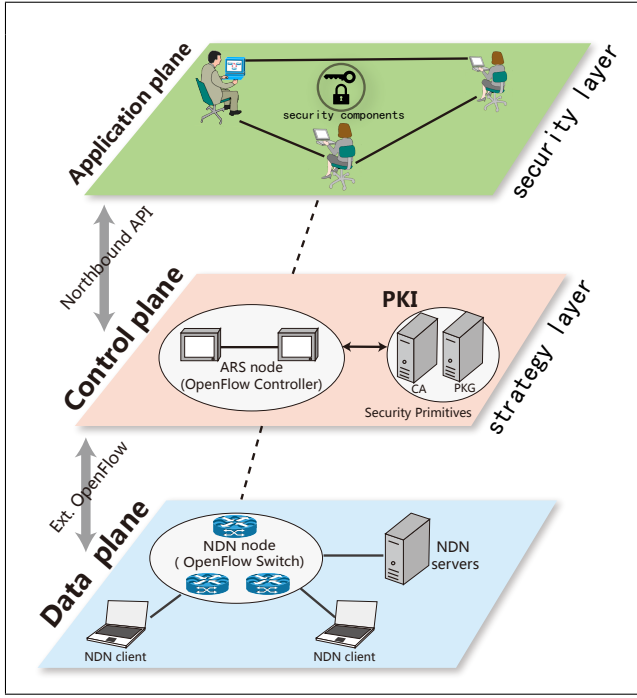 Application plane
security components
security layer
Northbound API
Control plane
PKI
ARS node
(OpenFlow Controller)
CA
PKG
Security Primitives
strategy layer
Ext. OpenFlow
Data plane
NDN node
( OpenFlow Switch)
NDN
servers
NDN client
NDN client